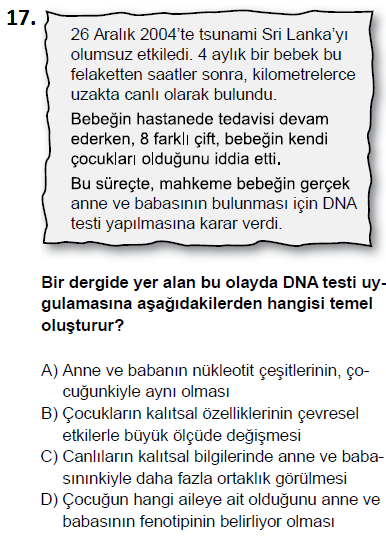 17.
26 Aralık 2004’te tsunami Sri Lanka’yı
olumsuz etkiledi. 4 aylık bir bebek bu
felaketten saatler sonra, kilometrelerce
uzakta canlı olarak bulundu.
Bebeğin hastanede tedavisi devam
ederken, 8 farklı çift, bebeğin kendi
çocukları olduğunu iddia etti.
Bu süreçte, mahkeme bebeğin gerçek
anne ve babasının bulunması için DNA
testi yapılmasına karar verdi.
Bir dergide yer alan bu olayda DNA testi uy-
gulamasına aşağıdakilerden hangisi temel
oluşturur?
A) Anne ve babanın nükleotit çeşitlerinin, ço-
cuğunkiyle aynı olması
B) Çocukların kalıtsal özelliklerinin çevresel
etkilerle büyük ölçüde değişmesi
C) Canlıların kalıtsal bilgilerinde anne ve baba-
sınınkiyle daha fazla ortaklık görülmesi
D) Çocuğun hangi aileye ait olduğunu anne ve
babasının fenotipinin belirliyor olması